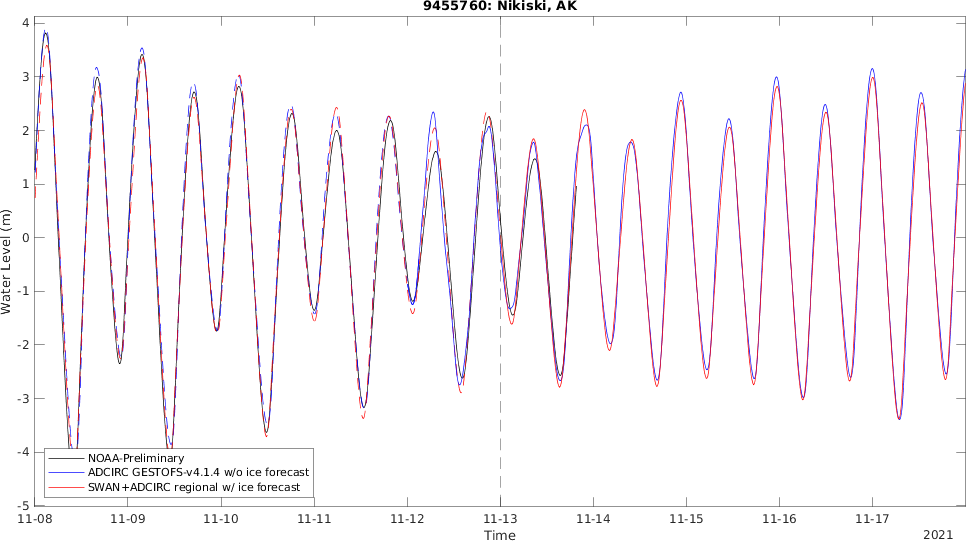 9455760: Nikiski, AK
4
3
2
1
0
-1
-2
-3
-4
-5
Water Level (m)
NOAA-Preliminary
ADCIRC GESTOFS-v4.1.4 w/o ice forecast
SWAN+ADCIRC regional w/ ice forecast
11-08 11-09 11-10 11-11 11-12 11-13 11-14 11-15 11-16 11-17
Time
2021